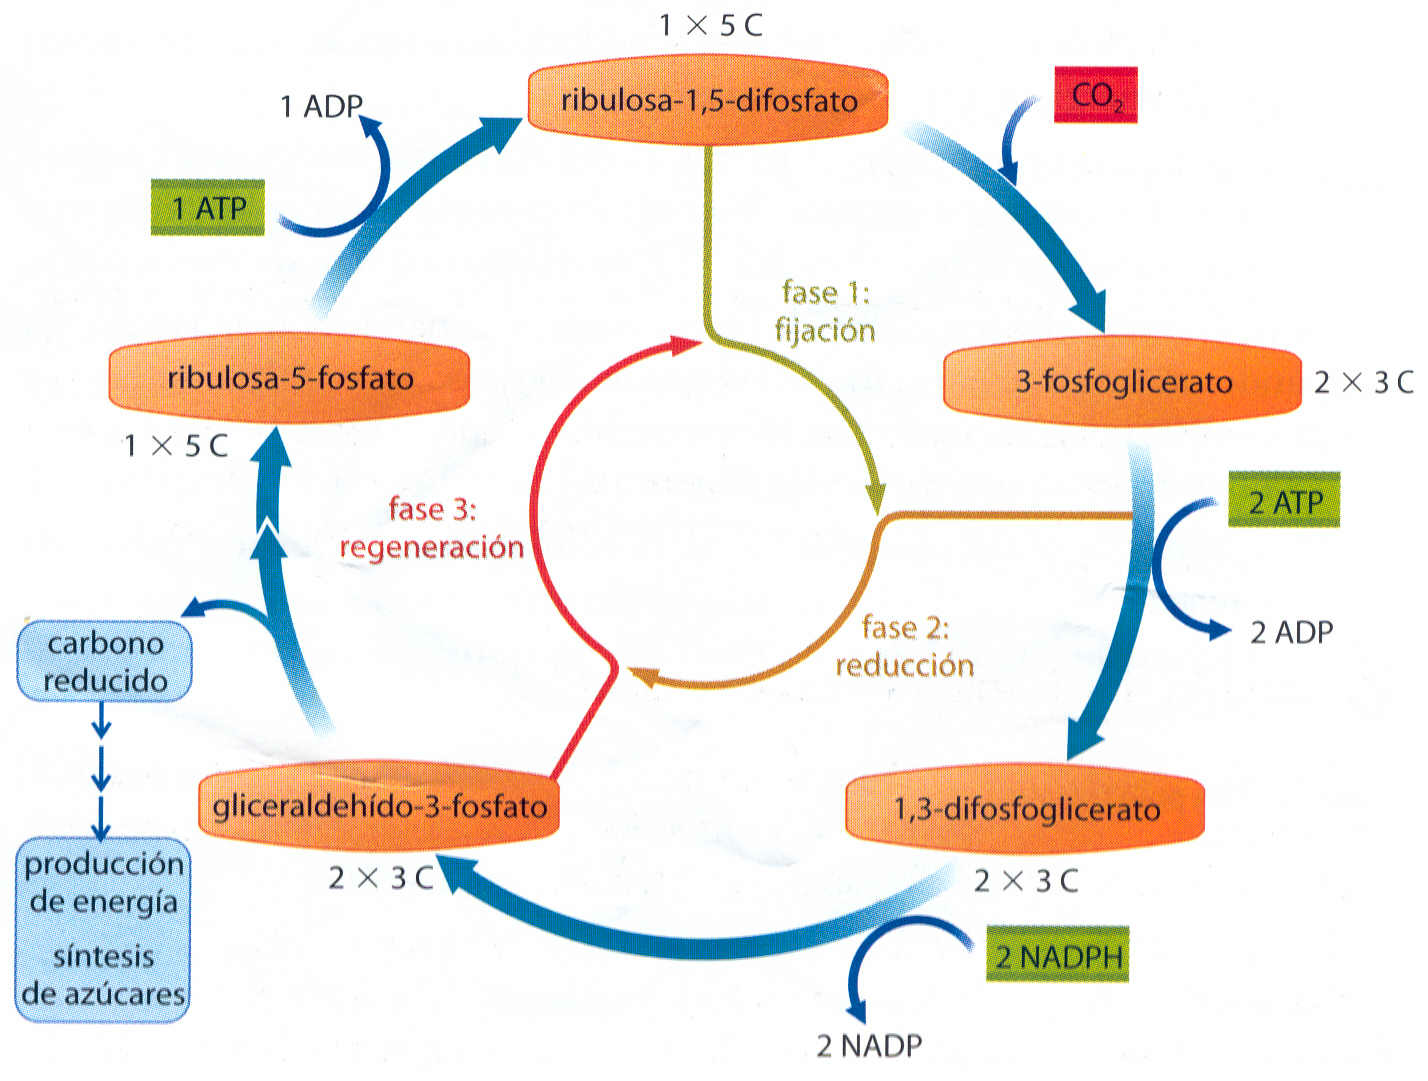 1 × 5 C
ribulosa-1,5-difosfato
CO₂
1 ADP
1 ATP
fase 1:
fijación
ribulosa-5-fosfato
1 × 5 C
3-fosfoglicerato
2 × 3 C
2 ATP
2 ADP
fase 3:
regeneración
fase 2:
reducción
carbono
reducido
gliceraldehído-3-fosfato
2 × 3 C
1,3-difosfoglicerato
2 × 3 C
producción
de energía
síntesis
de azúcares
2 NADPH
2 NADP